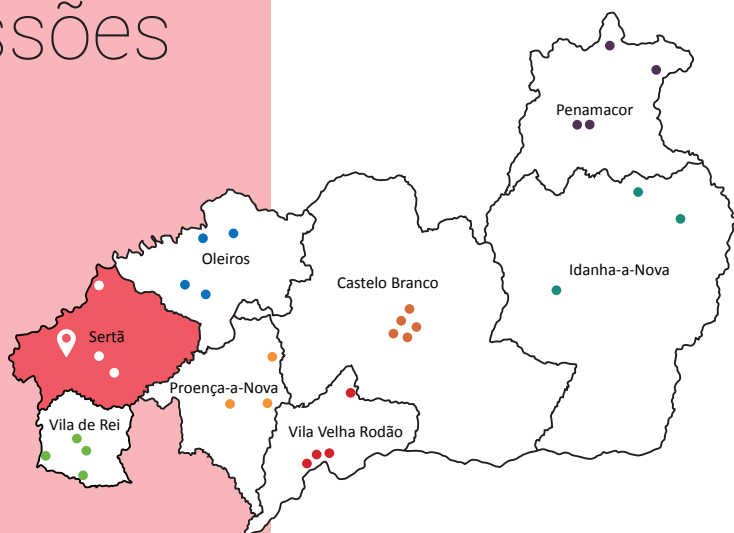 ssões
Penamacor
Oleiros
Idanha-a-Nova
Castelo Branco
Sertã
Proença-a-Nova
Vila de Rei
Vila Velha Rodão